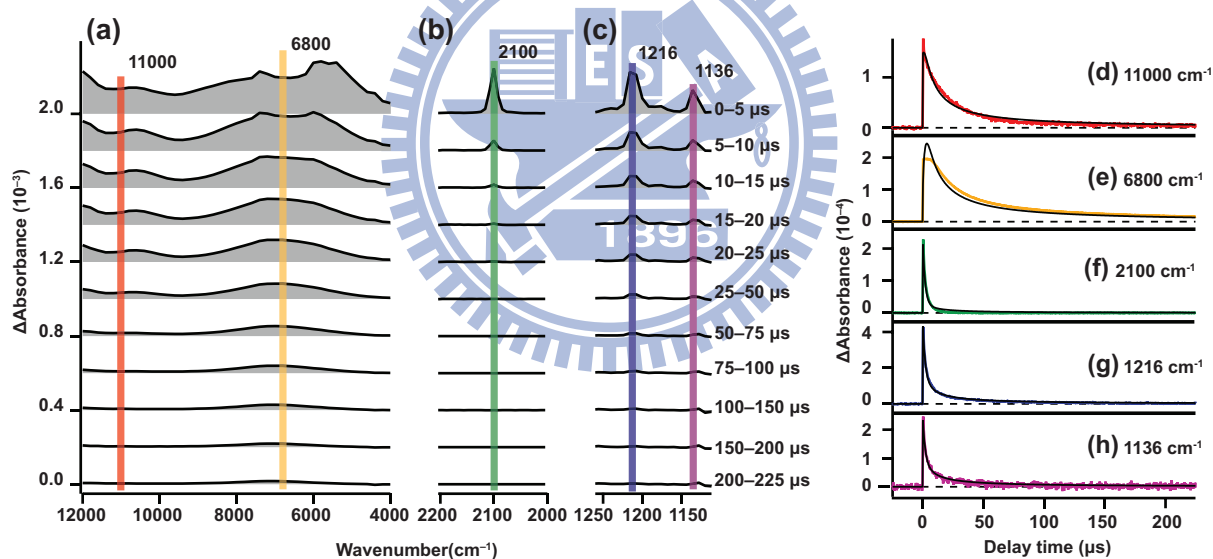 (a)
(b)
(c)
11000
6800
2100
1216
1136
0–5 µs
5–10 µs
10–15 µs
15–20 µs
20–25 µs
25–50 µs
50–75 µs
75–100 µs
100–150 µs
150–200 µs
200–225 µs
ΔAbsorbance (10⁻³)
2.0
1.6
1.2
0.8
0.4
0.0
12000 10000 8000 6000 4000
2200 2100 2000
1250 1200 1150
Wavenumber(cm⁻¹)
E S A
8
1896
ΔAbsorbance (10⁻⁴)
(d) 11000 cm⁻¹
1
0
(e) 6800 cm⁻¹
2
1
0
(f) 2100 cm⁻¹
2
1
0
(g) 1216 cm⁻¹
4
2
0
(h) 1136 cm⁻¹
2
1
0
0 50 100 150 200
Delay time (µs)